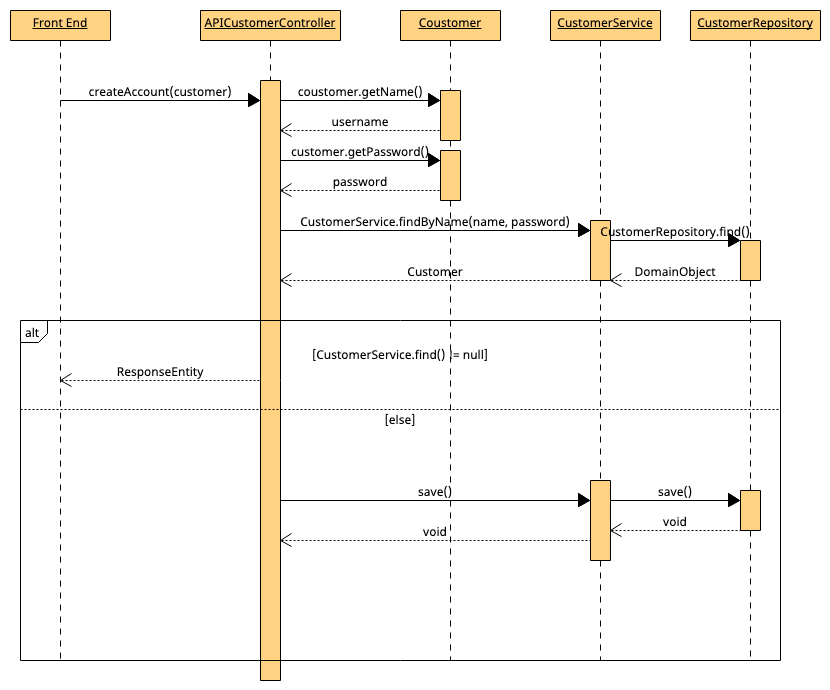 Front End
APICustomerController
Coustomer
CustomerService
CustomerRepository
createAccount(customer)
coustomer.getName()
username
customer.getPassword()
password
CustomerService.findByName(name, password)
CustomerRepository.find()
Customer
DomainObject
alt
[CustomerService.find() != null]
ResponseEntity
[else]
save()
save()
void
void